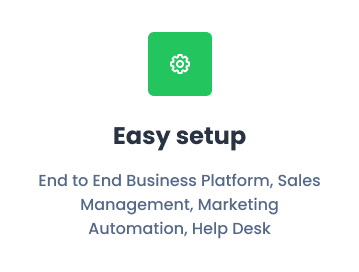 Easy setup
End to End Business Platform, Sales
Management, Marketing
Automation, Help Desk